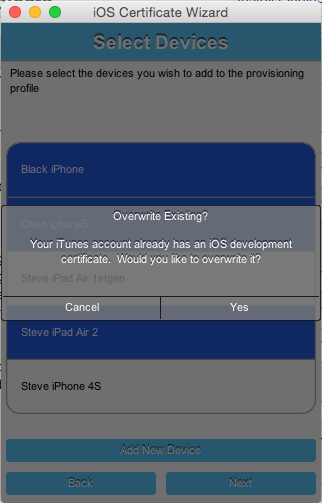 iOS Certificate Wizard
Select Devices
Please select the devices you wish to add to the provisioning
profile
Black iPhone
Chen iphone5
Overwrite Existing?
Your iTunes account already has an iOS development
certificate. Would you like to overwrite it?
Steve iPad Air 1stgen
Cancel
Yes
Steve iPad Air 2
Steve iPhone 4S
Add New Device
Back
Next